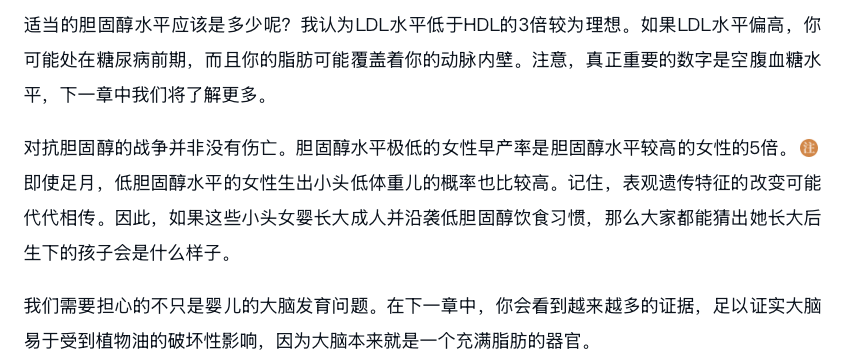 适当的胆固醇水平应该是多少呢？我认为LDL水平低于HDL的3倍较为理想。如果LDL水平偏高，你
可能处在糖尿病前期，而且你的脂肪可能覆盖着你的动脉内壁。注意，真正重要的数字是空腹血糖水
平，下一章中我们将了解更多。
对抗胆固醇的战争并非没有伤亡。胆固醇水平极低的女性早产率是胆固醇水平较高的女性的5倍。注
即使足月，低胆固醇水平的女性生出小头低体重儿的概率也比较高。记住，表观遗传特征的改变可能
代代相传。因此，如果这些小头女婴长大成人并沿袭低胆固醇饮食习惯，那么大家都能猜出她长大后
生下的孩子会是什么样子。
我们需要担心的不只是婴儿的大脑发育问题。在下一章中，你会看到越来越多的证据，足以证实大脑
易于受到植物油的破坏性影响，因为大脑本来就是一个充满脂肪的器官。